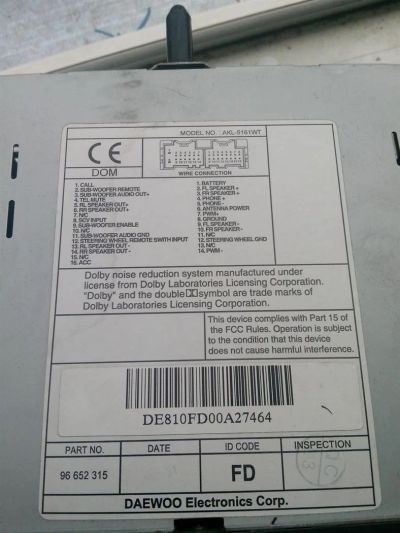 MODEL NO. AKL-5161WT
CE
DOM
WIRE CONNECTION
1. CALL
2. SUB-WOOFER REMOTE
3. SUB-WOOFER AUDIO OUT+
4. TEL MUTE
5. RL SPEAKER OUT+
6. RR SPEAKER OUT+
7. N/C
8. SCV INPUT
9. SUB-WOOFER ENABLE
10. N/C
11. SUB-WOOFER AUDIO GND
12. STEERING WHEEL REMOTE SWITH INPUT
13. RL SPEAKER OUT -
14. RR SPEAKER OUT -
15. N/C
16. ACC
1. BATTERY
2. FL SPEAKER +
3. FR SPEAKER +
4. PHONE +
5. PHONE -
6. ANTENNA POWER
7. PWM+
8. GROUND
9. FL SPEAKER -
10. FR SPEAKER -
11. N/C
12. STEERING WHEEL GND
13. N/C
14. PWM -
Dolby noise reduction system manufactured under
license from Dolby Laboratories Licensing Corporation.
"Dolby" and the double symbol are trade marks of
Dolby Laboratories Licensing Corporation.
This device complies with Part 15 of
the FCC Rules. Operation is subject
to the condition that this device
does not cause harmful interference.
DE810FD00A27464
PART NO. DATE ID CODE INSPECTION
96 652 315 FD
DAEWOO Electronics Corp.